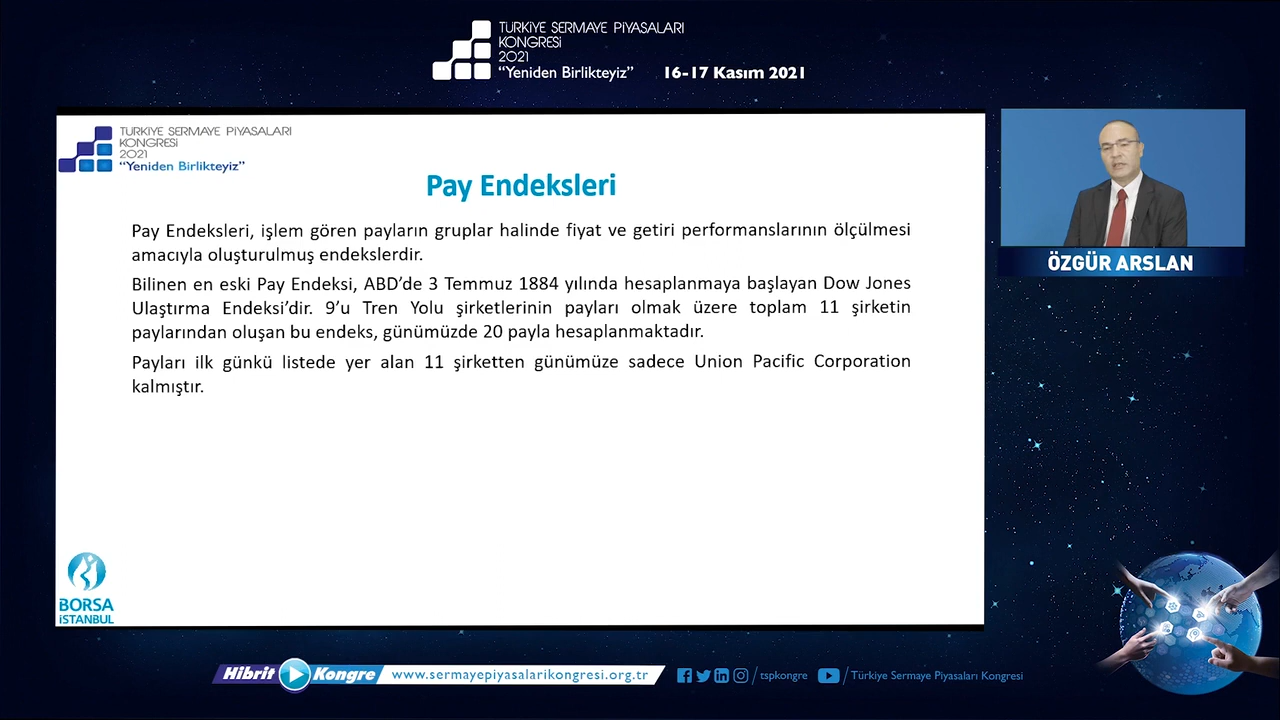 TÜRKİYE SERMAYE PİYASALARI
KONGRESİ
2021
“Yeniden Birlikteyiz”
16-17 Kasım 2021
TÜRKİYE SERMAYE PİYASALARI
KONGRESİ
2021
“Yeniden Birlikteyiz”
Pay Endeksleri
Pay Endeksleri, işlem gören payların gruplar halinde fiyat ve getiri performanslarının ölçülmesi
amacıyla oluşturulmuş endekslerdir.
Bilinen en eski Pay Endeksi, ABD’de 3 Temmuz 1884 yılında hesaplanmaya başlayan Dow Jones
Ulaştırma Endeksi’dir. 9’u Tren Yolu şirketlerinin payları olmak üzere toplam 11 şirketin
paylarından oluşan bu endeks, günümüzde 20 payla hesaplanmaktadır.
Payları ilk günkü listede yer alan 11 şirketten günümüze sadece Union Pacific Corporation
kalmıştır.
BORSA
İSTANBUL
ÖZGÜR ARSLAN
Hibrit Kongre
www.sermayepiyasalarikongresi.org.tr
/tspkongre
/Türkiye Sermaye Piyasaları Kongresi